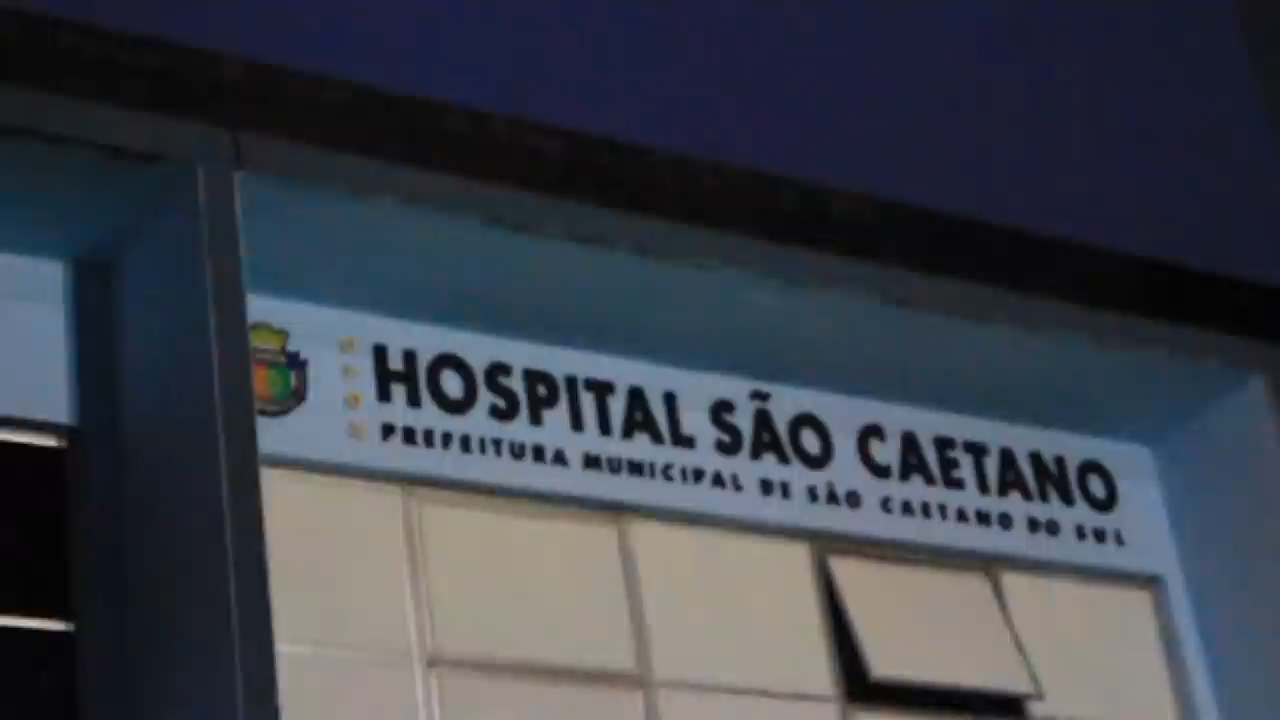 HOSPITAL SÃO CAETANO
PREFEITURA MUNICIPAL DE SÃO CAETANO DO SUL